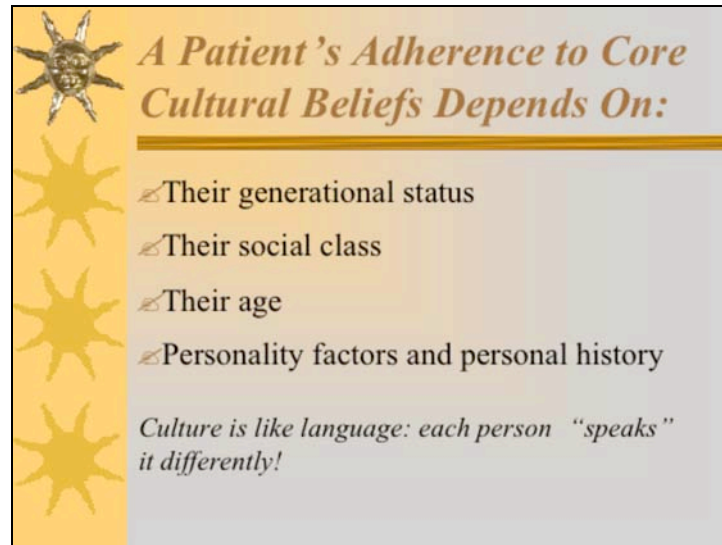 A Patient’s Adherence to Core
Cultural Beliefs Depends On:
Their generational status
Their social class
Their age
Personality factors and personal history
Culture is like language: each person “speaks”
it differently!